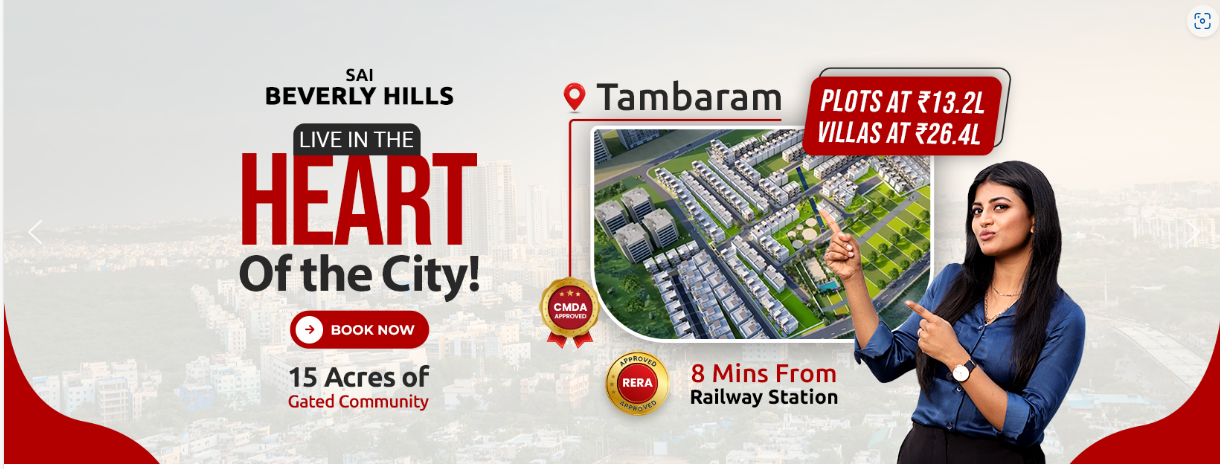 SAI
BEVERLY HILLS
LIVE IN THE
HEART
Of the City!
BOOK NOW
15 Acres of
Gated Community
Tambaram
PLOTS AT ₹13.2L
VILLAS AT ₹26.4L
CMDA
APPROVED
APPROVED
RERA
APPROVED
8 Mins From
Railway Station